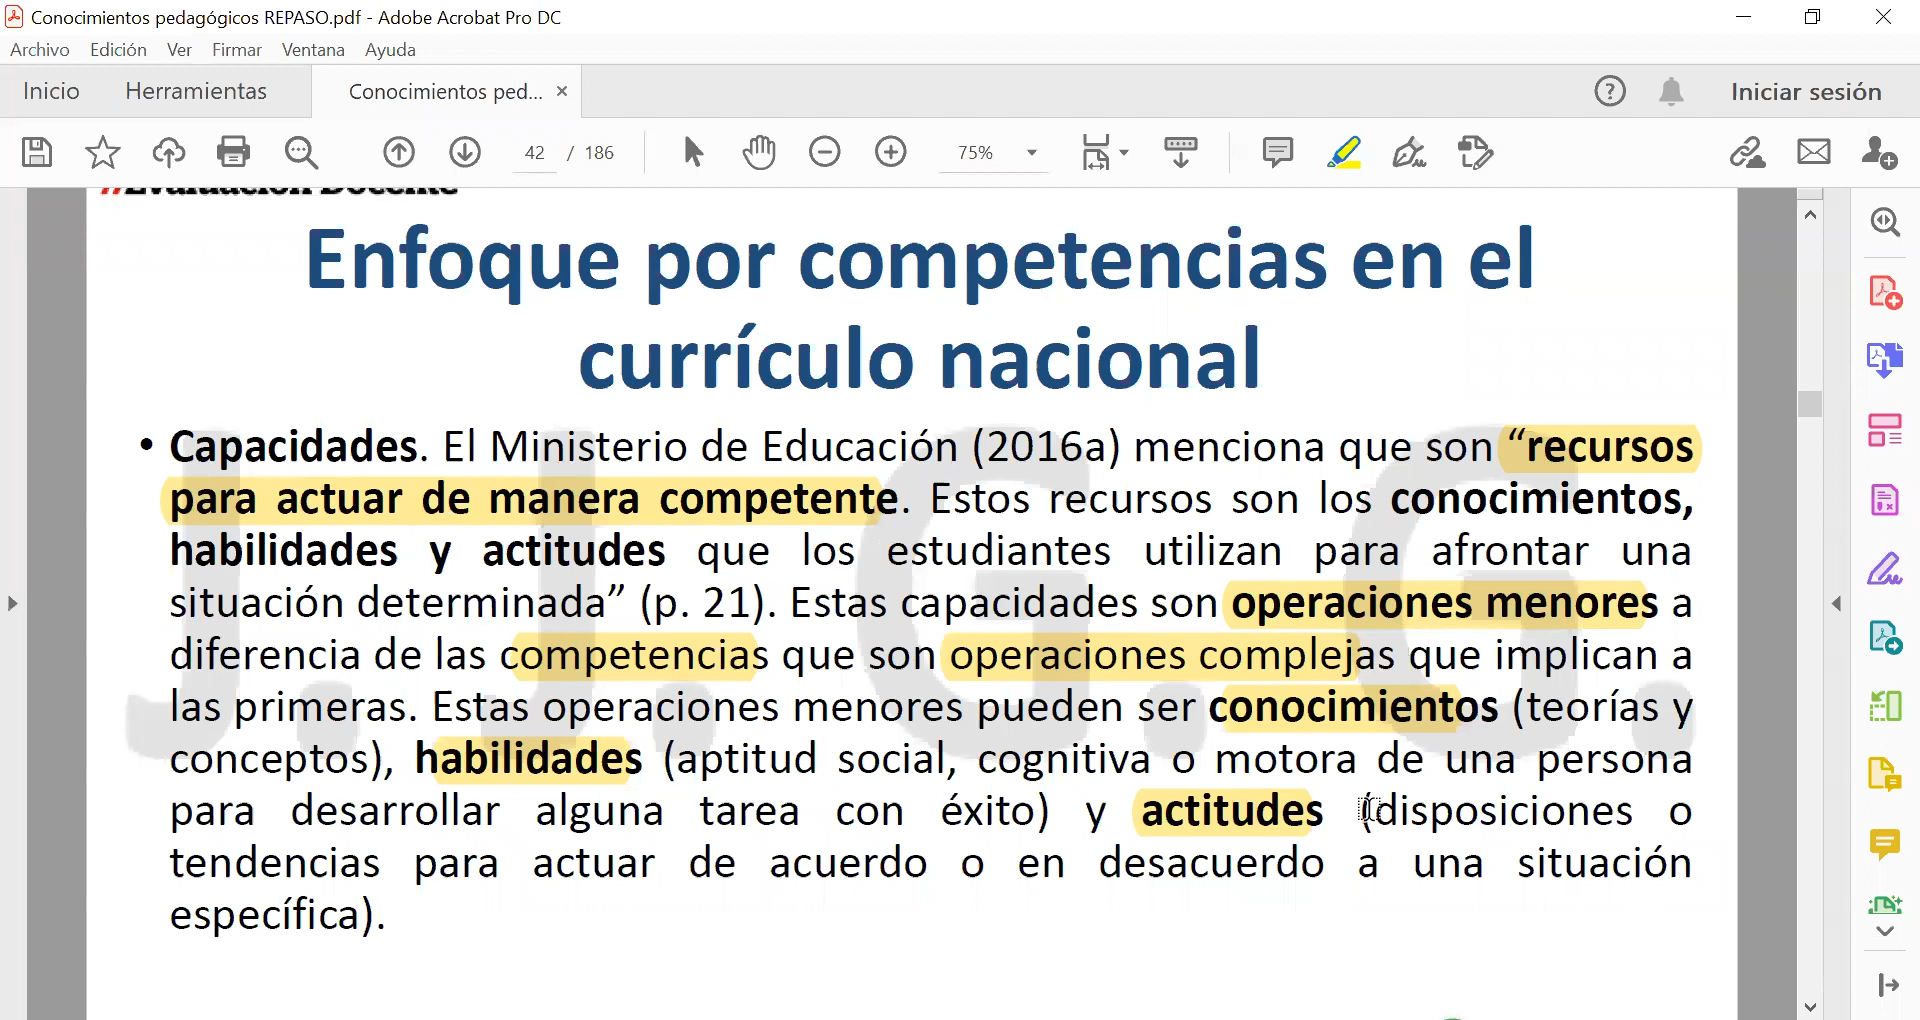 Conocimientos pedagógicos REPASO.pdf - Adobe Acrobat Pro DC
Archivo Edición Ver Firmar Ventana Ayuda
Inicio Herramientas Conocimientos ped... × Iniciar sesión
42 / 186 75%
#Evaluación Docente
Enfoque por competencias en el
currículo nacional
• Capacidades. El Ministerio de Educación (2016a) menciona que son “recursos
para actuar de manera competente. Estos recursos son los conocimientos,
habilidades y actitudes que los estudiantes utilizan para afrontar una
situación determinada” (p. 21). Estas capacidades son operaciones menores a
diferencia de las competencias que son operaciones complejas que implican a
las primeras. Estas operaciones menores pueden ser conocimientos (teorías y
conceptos), habilidades (aptitud social, cognitiva o motora de una persona
para desarrollar alguna tarea con éxito) y actitudes (disposiciones o
tendencias para actuar de acuerdo o en desacuerdo a una situación
específica).
J. J. G. G.